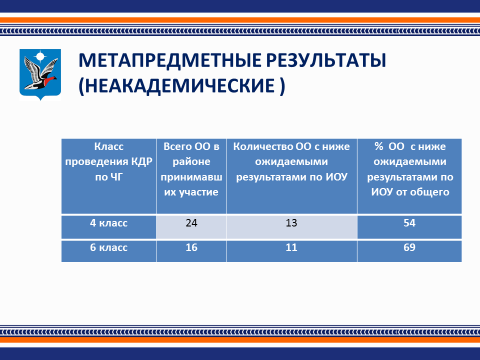 МЕТАПРЕДМЕТНЫЕ РЕЗУЛЬТАТЫ
(НЕАКАДЕМИЧЕСКИЕ )
Класс проведения КДР по ЧГ | Всего ОО в районе принимавших участие | Количество ОО с ниже ожидаемыми результатами по ИОУ | % ОО с ниже ожидаемыми результатами по ИОУ от общего
4 класс | 24 | 13 | 54
6 класс | 16 | 11 | 69